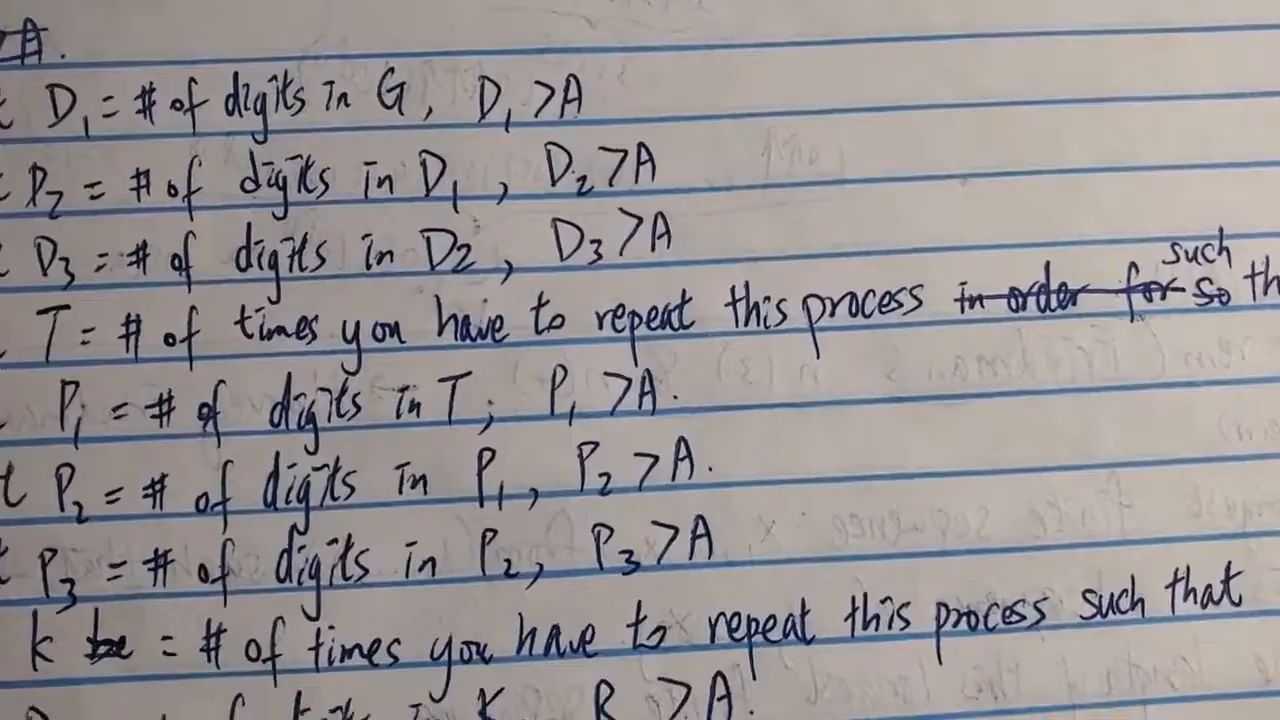 A.
D₁ = # of digits in G, D₁ > A
D₂ = # of digits in D₁, D₂ > A
D₃ = # of digits in D2, D₃ > A
such
T = # of times you have to repeat this process in order for so th
P₁ = # of digits in T; P₁ > A.
t P₂ = # of digits in P₁, P₂ > A.
P₃ = # of digits in P₂, P₃ > A
k be = # of times you have to repeat this process such that
K R > A.